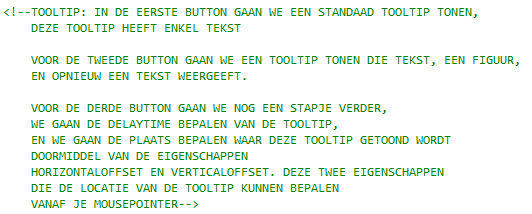 <!--TOOLTIP: IN DE EERSTE BUTTON GAAN WE EEN STANDAAD TOOLTIP TONEN,
DEZE TOOLTIP HEEFT ENKEL TEKST
VOOR DE TWEEDE BUTTON GAAN WE EEN TOOLTIP TONEN DIE TEKST, EEN FIGUUR,
EN OPNIEUW EEN TEKST WEERGEEFT.
VOOR DE DERDE BUTTON GAAN WE NOG EEN STAPJE VERDER,
WE GAAN DE DELAYTIME BEPALEN VAN DE TOOLTIP,
EN WE GAAN DE PLAATS BEPALEN WAAR DEZE TOOLTIP GETOOND WORDT
DOORMIDDEL VAN DE EIGENSCHAPPEN
HORIZONTALOFFSET EN VERTICALOFFSET. DEZE TWEE EIGENSCHAPPEN
DIE DE LOCATIE VAN DE TOOLTIP KUNNEN BEPALEN
VANAF JE MOUSEPOINTER-->